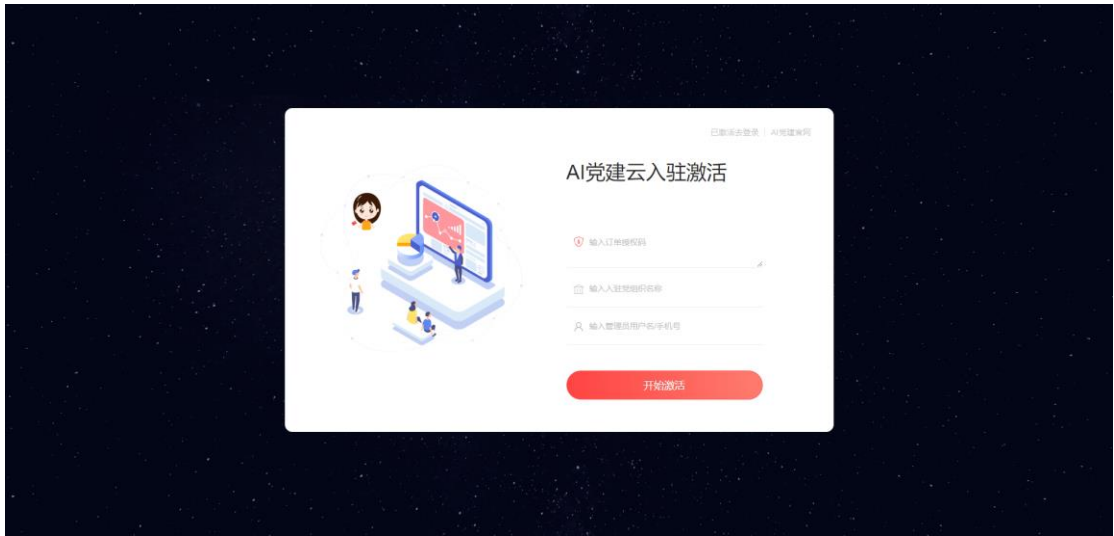 已激活去登录 | AI党建官网
AI党建云入驻激活
输入订单授权码
输入入驻党组织名称
输入管理员用户名/手机号
开始激活